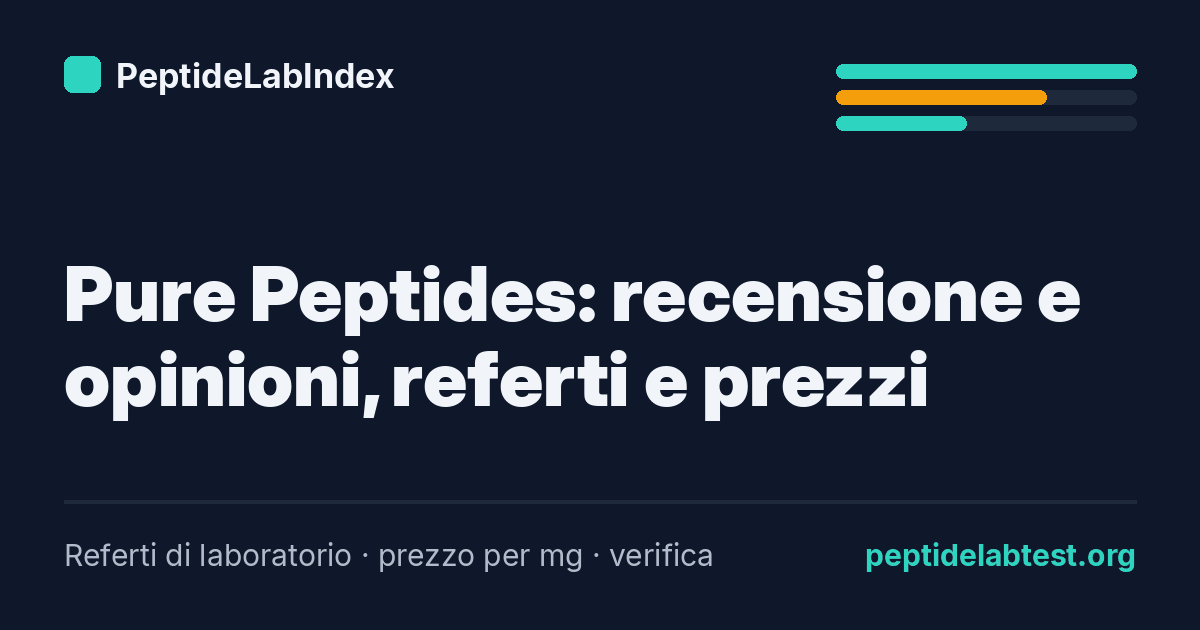 PeptideLabIndex
Pure Peptides: recensione e
opinioni, referti e prezzi
Referti di laboratorio · prezzo per mg · verifica
peptidelabtest.org